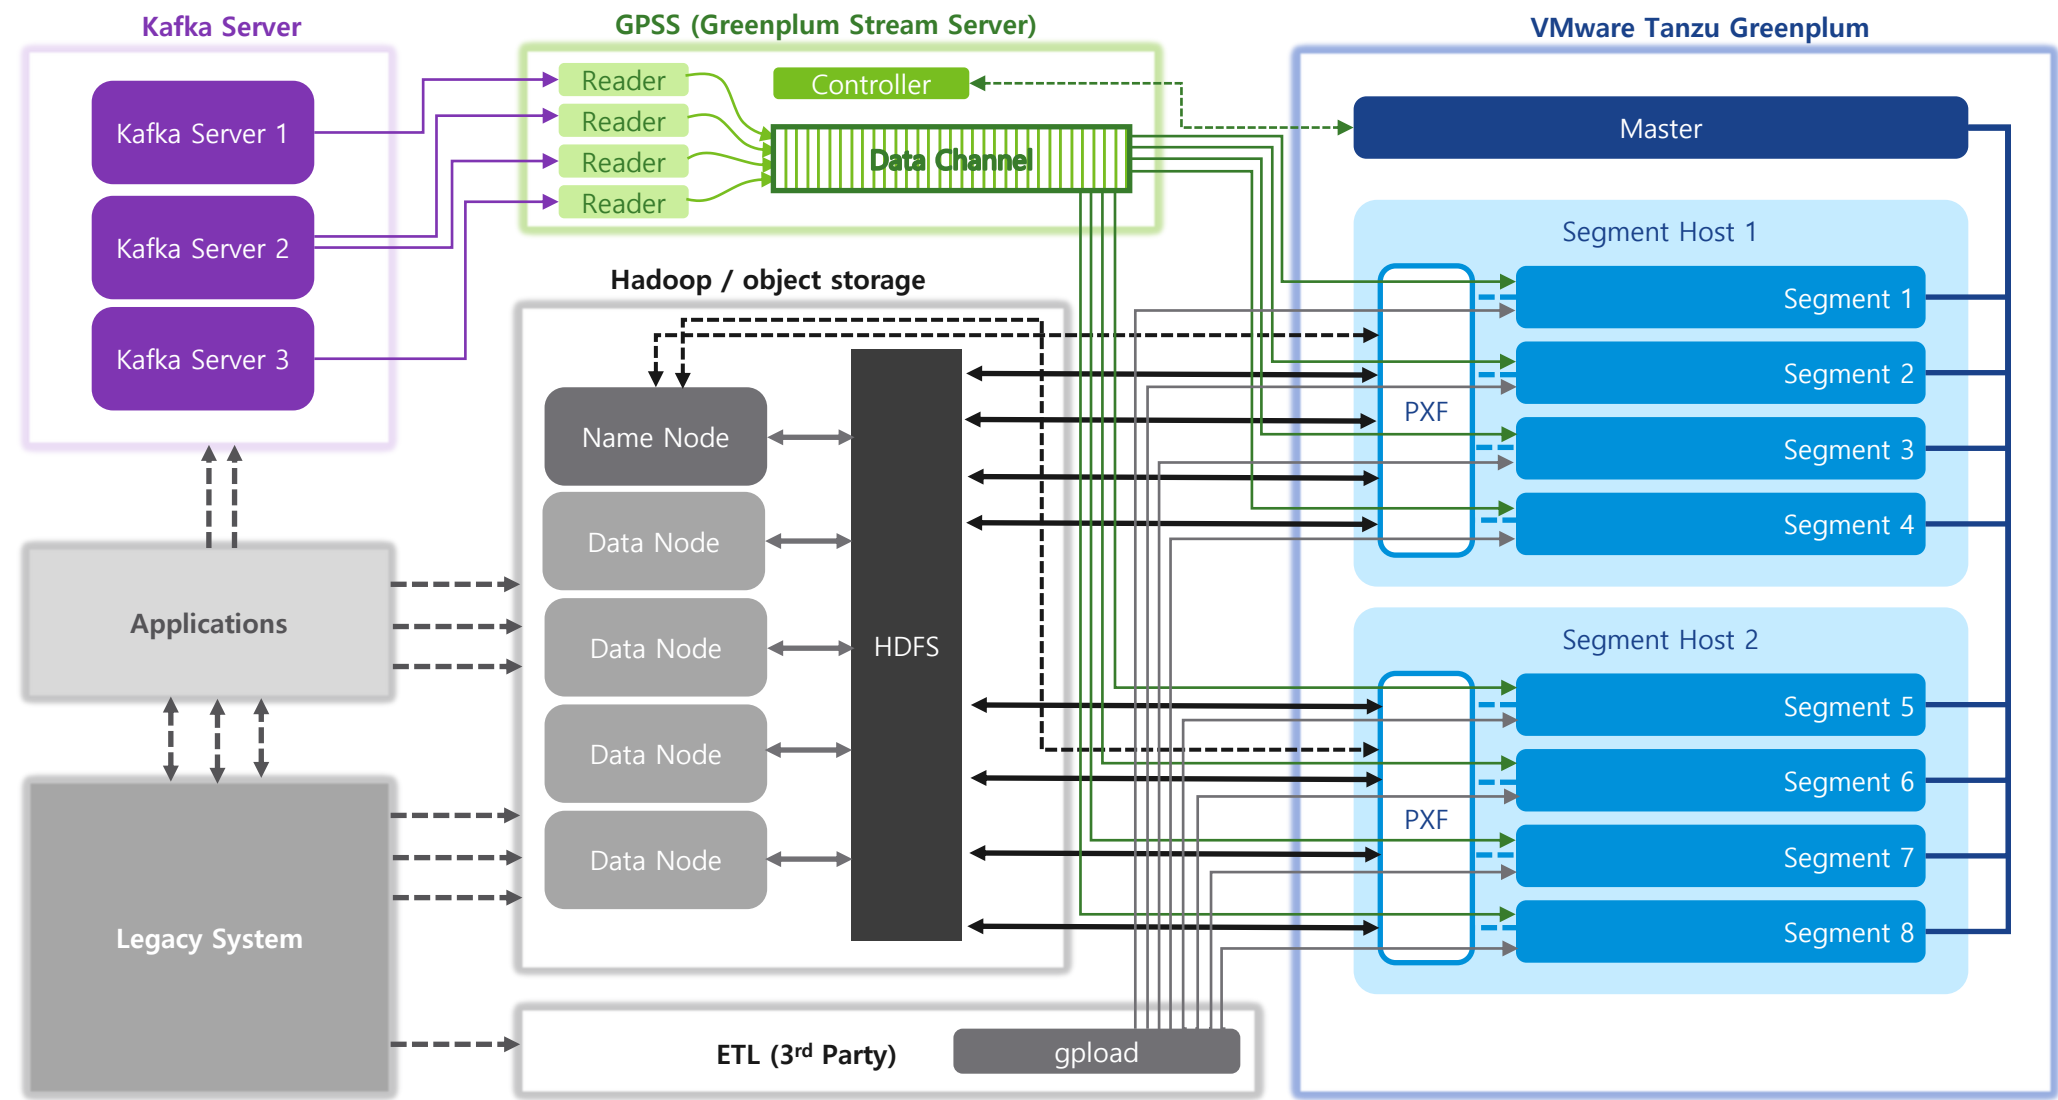 Kafka Server
Kafka Server 1
Kafka Server 2
Kafka Server 3
GPSS (Greenplum Stream Server)
Reader
Reader
Reader
Reader
Controller
Data Channel
VMware Tanzu Greenplum
Master
Segment Host 1
PXF
Segment 1
Segment 2
Segment 3
Segment 4
Segment Host 2
PXF
Segment 5
Segment 6
Segment 7
Segment 8
Hadoop / object storage
Name Node
Data Node
Data Node
Data Node
Data Node
HDFS
Applications
Legacy System
ETL (3rd Party)
gpload